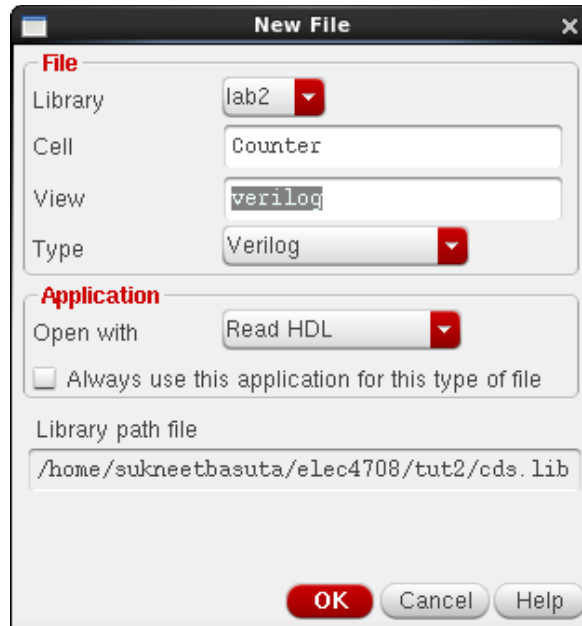 New File
File
Library lab2
Cell Counter
View verilog
Type Verilog
Application
Open with Read HDL
Always use this application for this type of file
Library path file
/home/sukneetbasuta/elec4708/tut2/cds.lib
OK Cancel Help